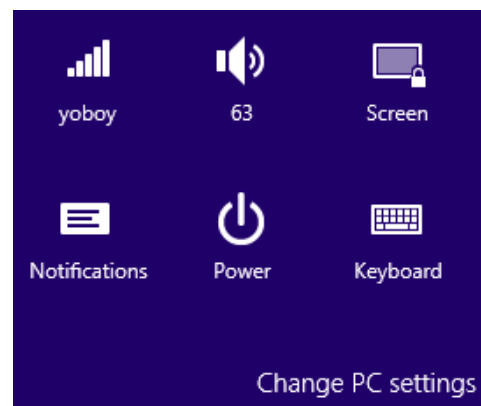 yoboy 63 Screen
Notifications Power Keyboard
Change PC settings